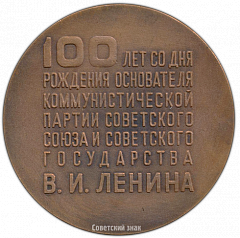 100 ЛЕТ СО ДНЯ
РОЖДЕНИЯ ОСНОВАТЕЛЯ
КОММУНИСТИЧЕСКОЙ
ПАРТИИ СОВЕТСКОГО
СОЮЗА И СОВЕТСКОГО
ГОСУДАРСТВА
В. И. ЛЕНИНА
Советский знак